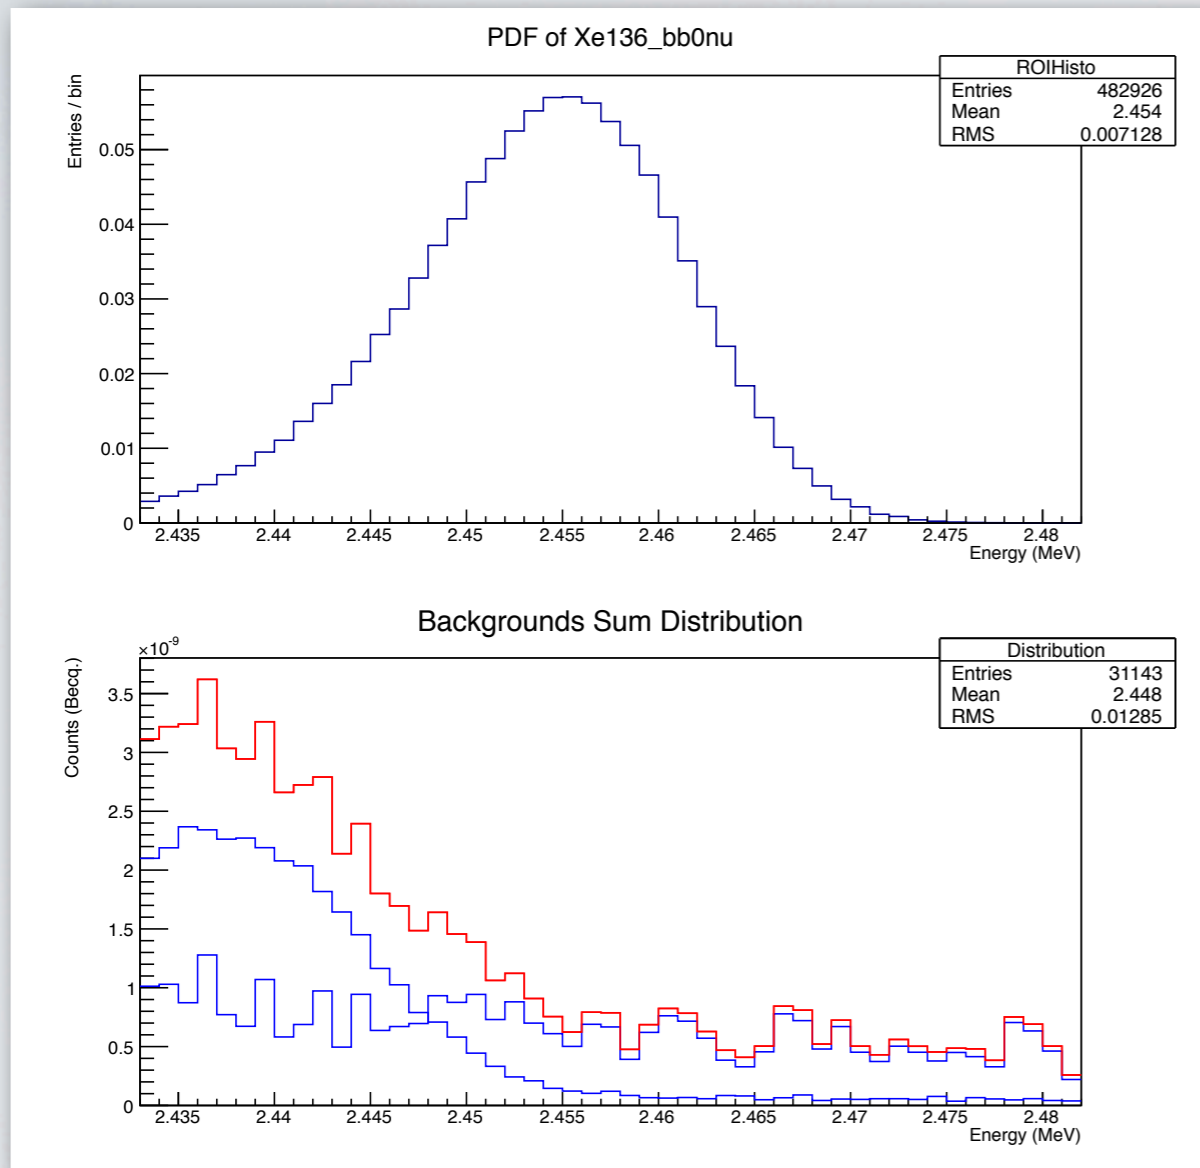 PDF of Xe136_bb0nu
ROIHisto
Entries 482926
Mean 2.454
RMS 0.007128
Entries / bin
0.05
0.04
0.03
0.02
0.01
0
2.435 2.44 2.445 2.45 2.455 2.46 2.465 2.47 2.475 2.48
Energy (MeV)
Backgrounds Sum Distribution
×10⁻⁹
Distribution
Entries 31143
Mean 2.448
RMS 0.01285
Counts (Becq.)
3.5
3
2.5
2
1.5
1
0.5
0
2.435 2.44 2.445 2.45 2.455 2.46 2.465 2.47 2.475 2.48
Energy (MeV)